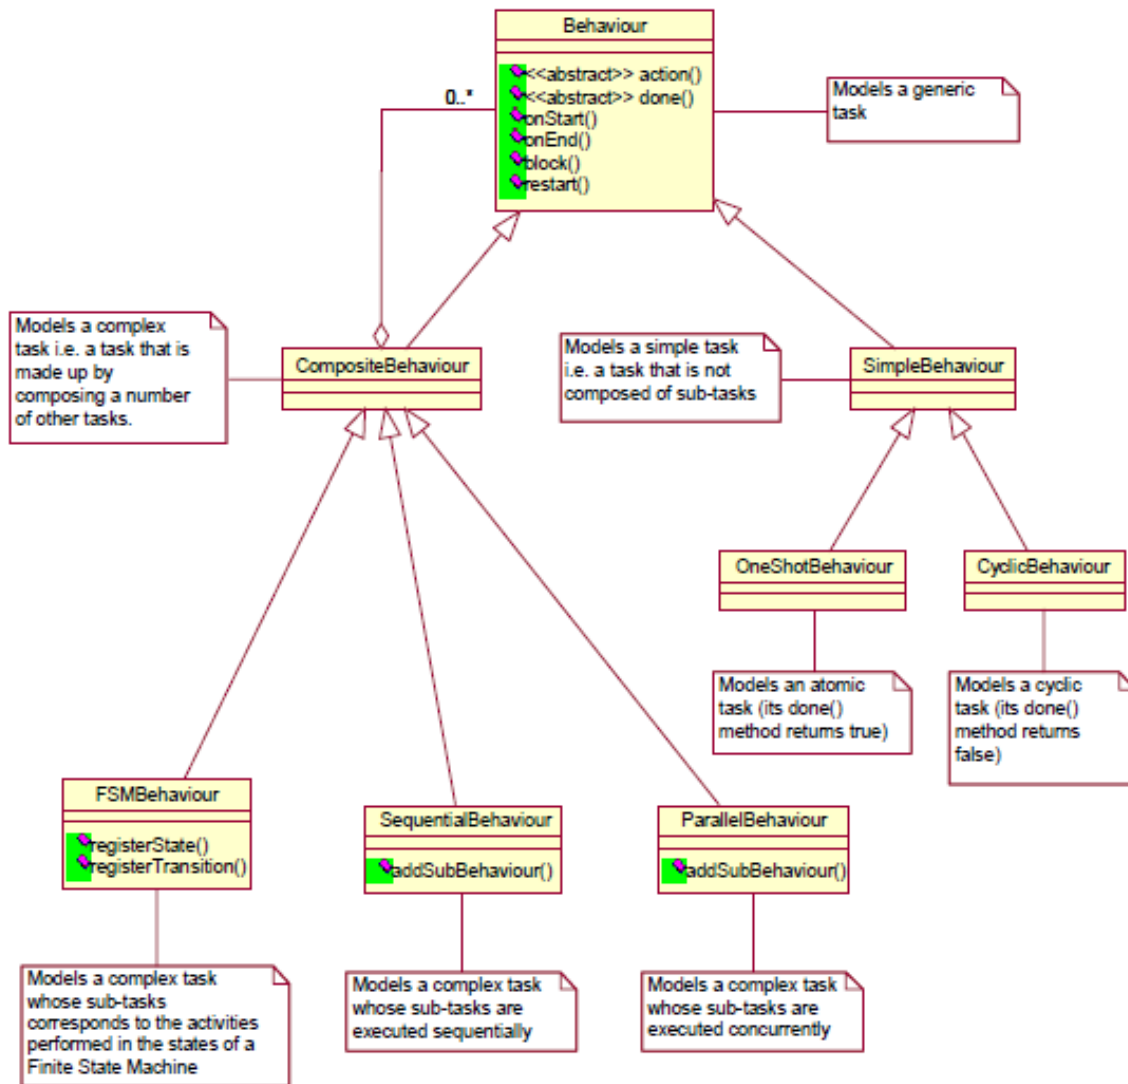 Behaviour
<<abstract>> action()
<<abstract>> done()
onStart()
onEnd()
block()
restart()
0..*
Models a generic
task
Models a complex
task i.e. a task that is
made up by
composing a number
of other tasks.
CompositeBehaviour
Models a simple task
i.e. a task that is not
composed of sub-tasks
SimpleBehaviour
OneShotBehaviour
CyclicBehaviour
Models an atomic
task (its done()
method returns true)
Models a cyclic
task (its done()
method returns
false)
FSMBehaviour
registerState()
registerTransition()
SequentialBehaviour
addSubBehaviour()
ParallelBehaviour
addSubBehaviour()
Models a complex task
whose sub-tasks
corresponds to the activities
performed in the states of a
Finite State Machine
Models a complex task
whose sub-tasks are
executed sequentially
Models a complex task
whose sub-tasks are
executed concurrently